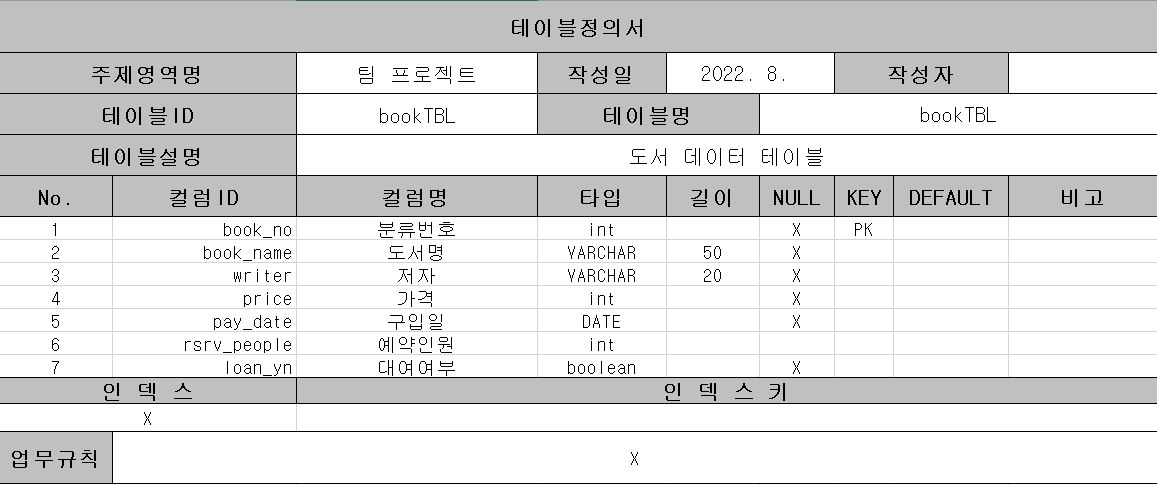 테이블정의서
주제영역명 팀 프로젝트 작성일 2022. 8. 작성자
테이블ID bookTBL 테이블명 bookTBL
테이블설명 도서 데이터 테이블
No. 컬럼ID 컬럼명 타입 길이 NULL KEY DEFAULT 비고
1 book_no 분류번호 int X PK
2 book_name 도서명 VARCHAR 50 X
3 writer 저자 VARCHAR 20 X
4 price 가격 int X
5 pay_date 구입일 DATE X
6 rsrv_people 예약인원 int
7 loan_yn 대여여부 boolean X
인 덱 스 인 덱 스 키
X
업무규칙 X